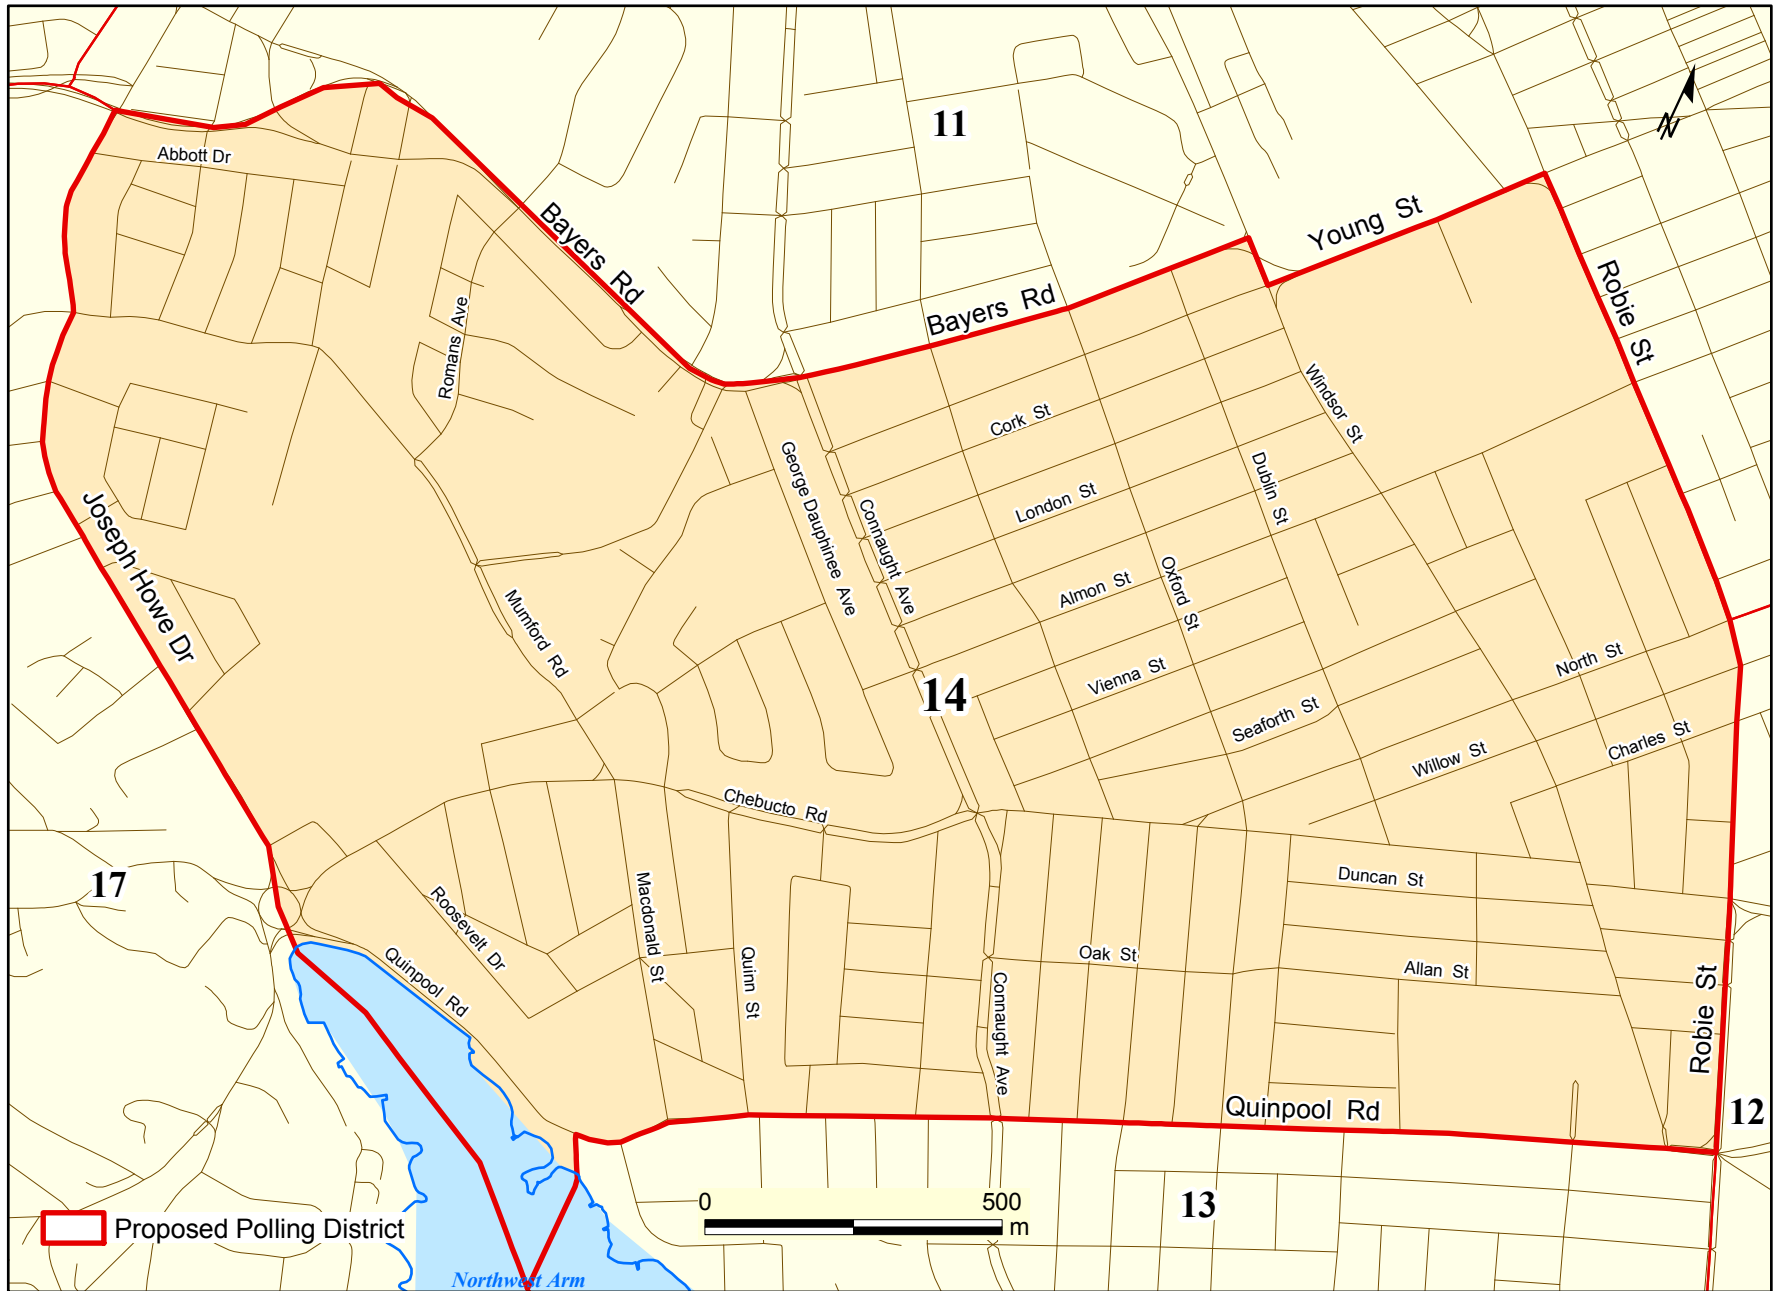 11
N
Abbott Dr
Bayers Rd
Young St
Robie St
Bayers Rd
Romans Ave
Cork St
Windsor St
George Dauphinee Ave
Connaught Ave
London St
Dublin St
Joseph Howe Dr
Mumford Rd
Almon St
Oxford St
14
Vienna St
North St
Seaforth St
Willow St
Charles St
Chebucto Rd
17
Roosevelt Dr
Macdonald St
Duncan St
Quinpool Rd
Quinn St
Oak St
Allan St
Connaught Ave
Robie St
Quinpool Rd
12
13
0 500
m
Proposed Polling District
Northwest Arm